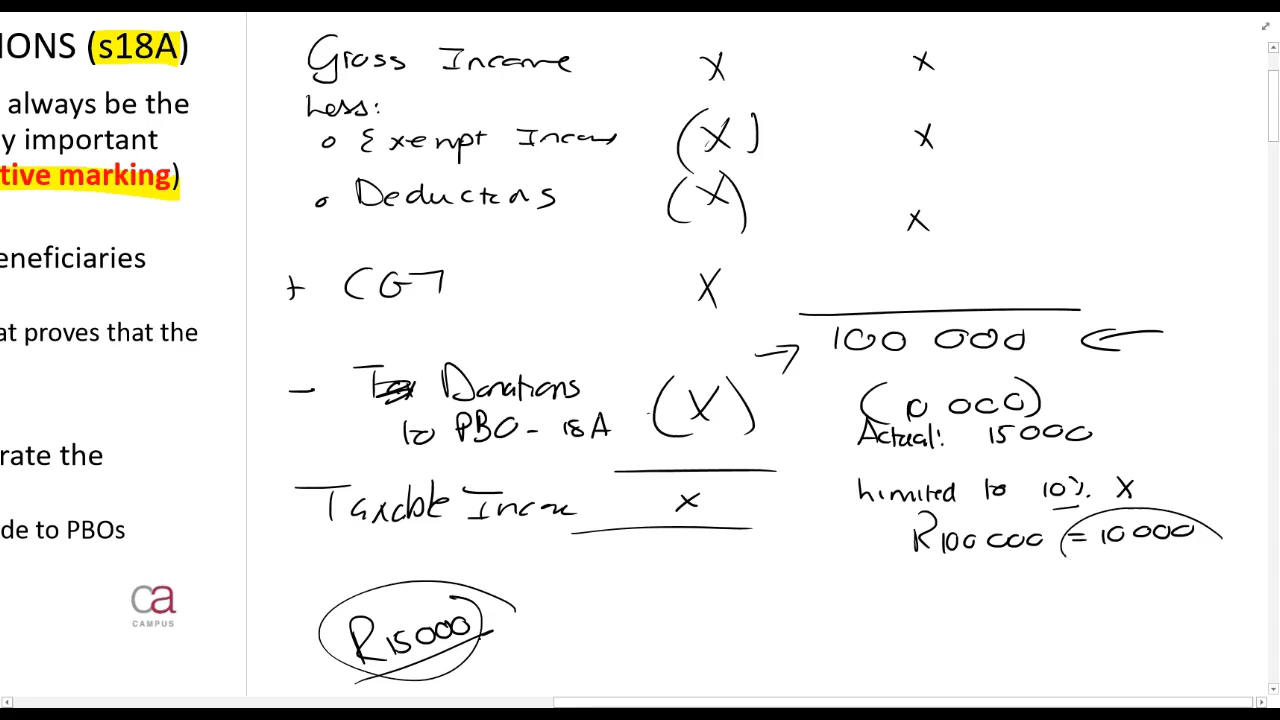 IONS (s18A)
always be the
y important
tive marking)
eneficiaries
at proves that the
rate the
de to PBOs
ca
CAMPUS
Gross Income X X
Less:
o Exempt Income (X) X
o Deductions (X) X
+ CGT X
→ 100 000 ←
- Donations (X) (10 000)
to PBO - 18A Actual: 15000
Taxable Income X Limited to 10% X
R100 000 = 10 000
R15000